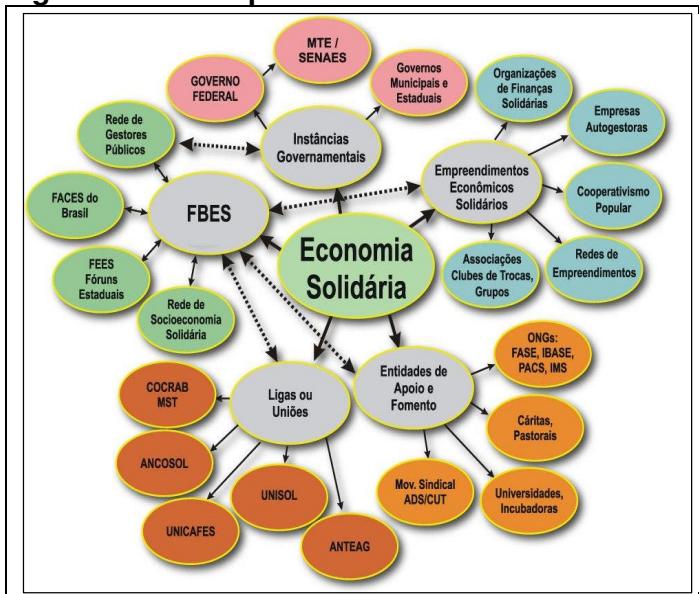 MTE /
SENAES
GOVERNO
FEDERAL
Governos
Municipais e
Estaduais
Organizações
de Finanças
Solidárias
Empresas
Autogestoras
Rede de
Gestores
Públicos
Instâncias
Governamentais
Empreendimentos
Econômicos
Solidários
Cooperativismo
Popular
FACES do
Brasil
FBES
Economia
Solidária
Associações
Clubes de Trocas,
Grupos
Redes de
Empreendimentos
FEES
Fóruns
Estaduais
Rede de
Socioeconomia
Solidária
ONGs:
FASE, IBASE,
PACS, IMS
Entidades de
Apoio e
Fomento
Ligas ou
Uniões
COCRAB
MST
Cáritas,
Pastorais
ANCOSOL
UNISOL
Mov. Sindical
ADS/CUT
Universidades,
Incubadoras
UNICAFES
ANTEAG